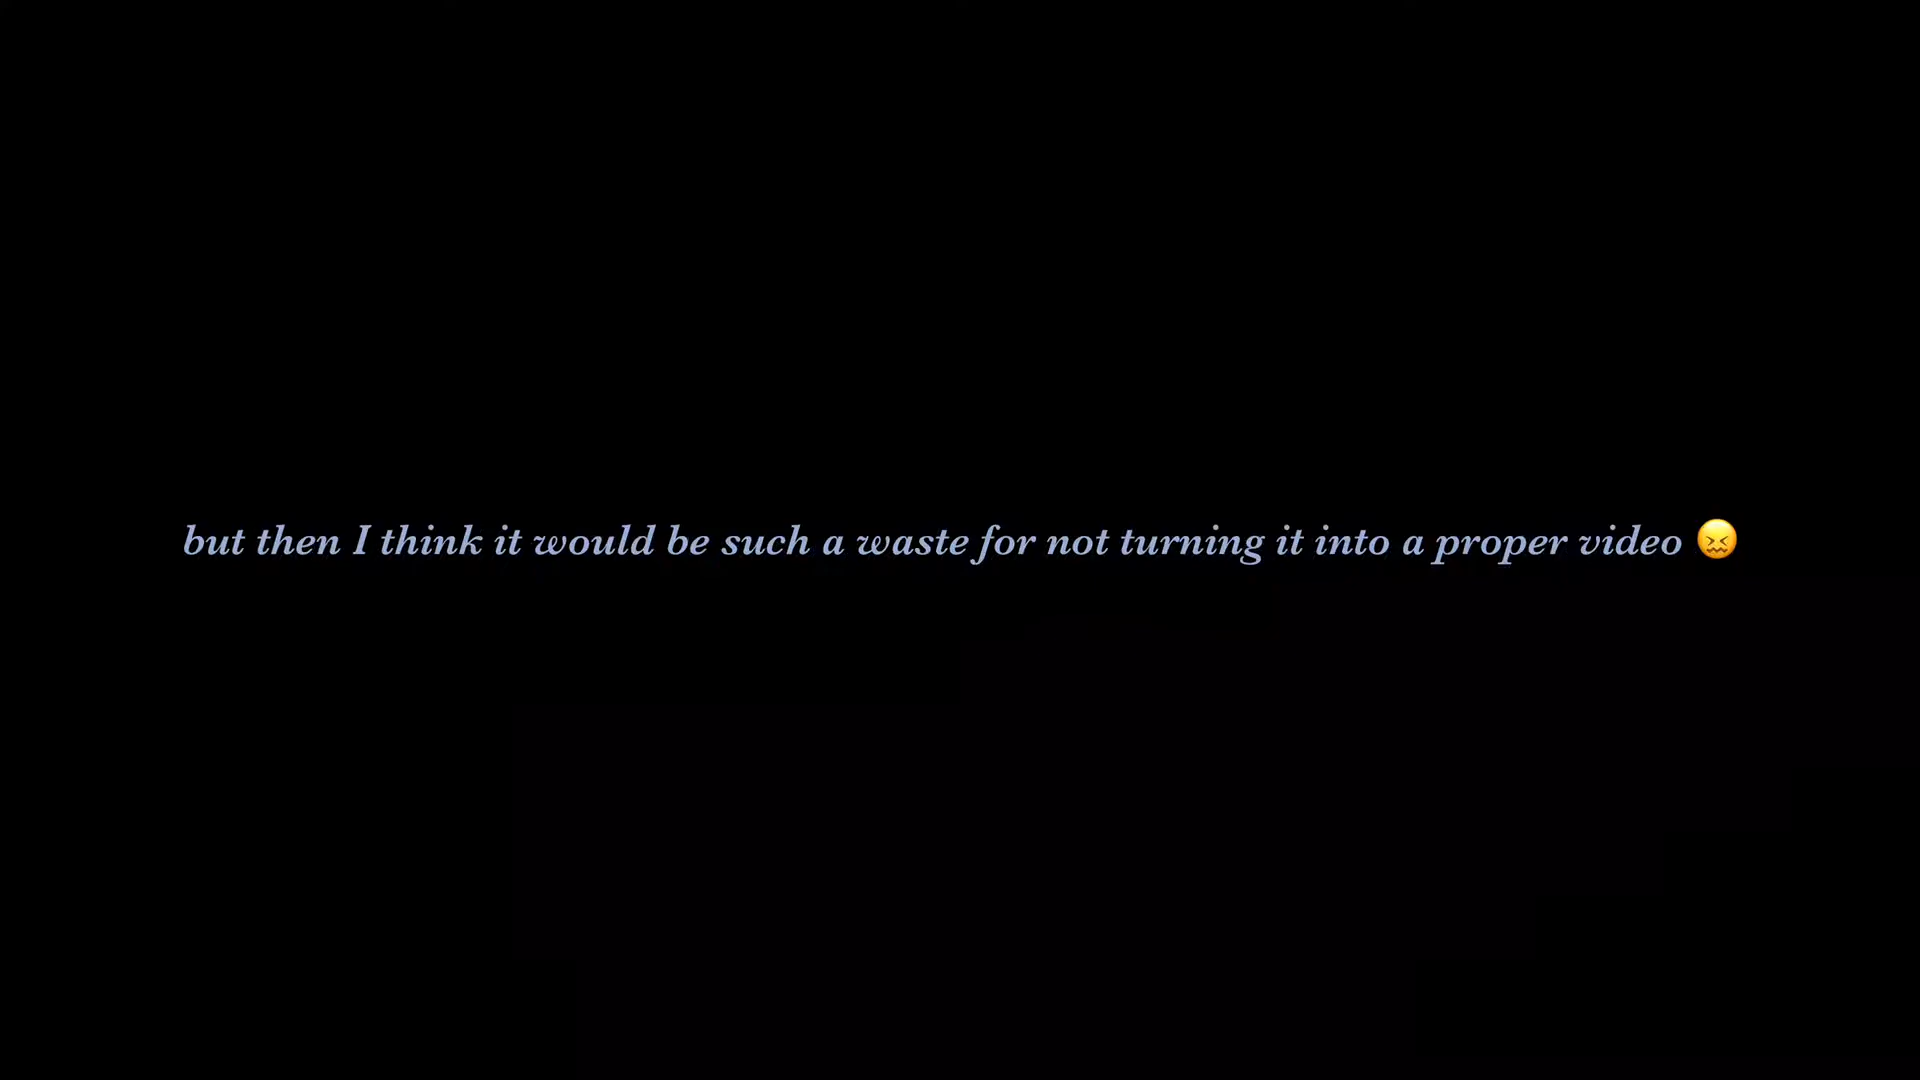 but then I think it would be such a waste for not turning it into a proper video 😖